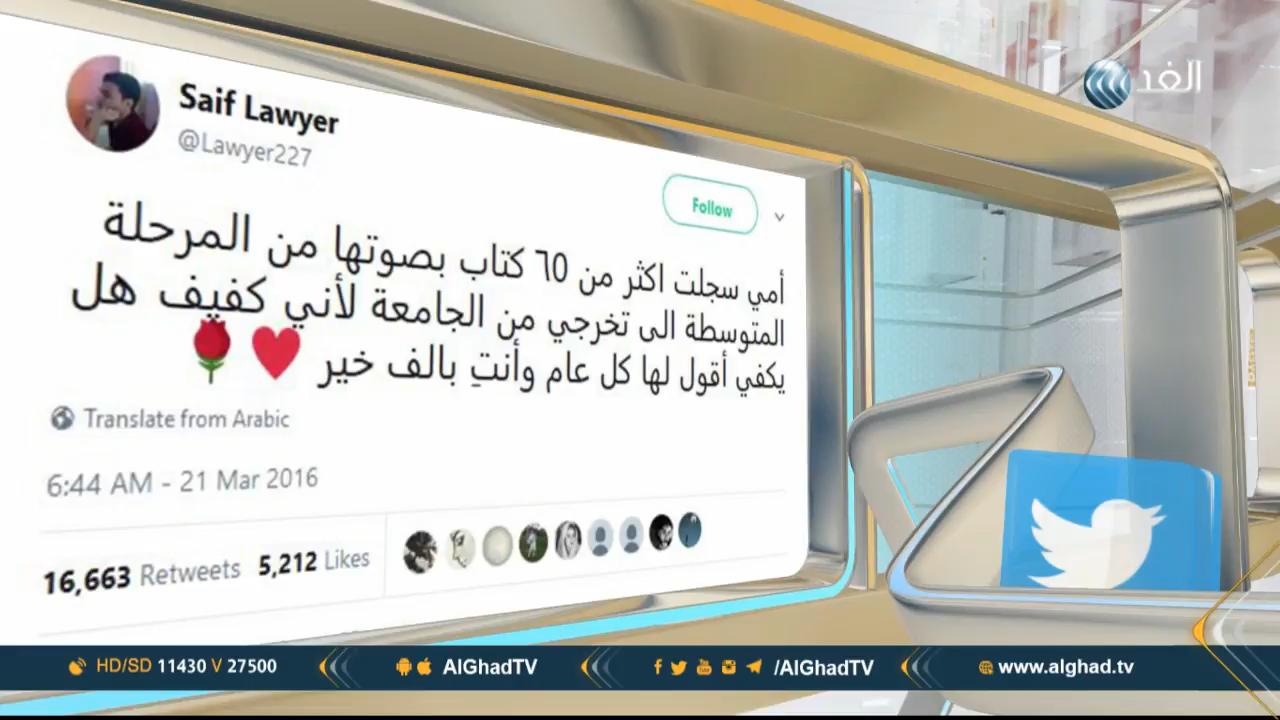 الغد
Saif Lawyer
@Lawyer227
Follow
أمي سجلت اكثر من ٦٠ كتاب بصوتها من المرحلة
المتوسطة الى تخرجي من الجامعة لأني كفيف هل
يكفي أقول لها كل عام وأنتِ بالف خير
Translate from Arabic
6:44 AM - 21 Mar 2016
16,663 Retweets 5,212 Likes
HD/SD 11430 V 27500
AlGhadTV
/AlGhadTV
www.alghad.tv